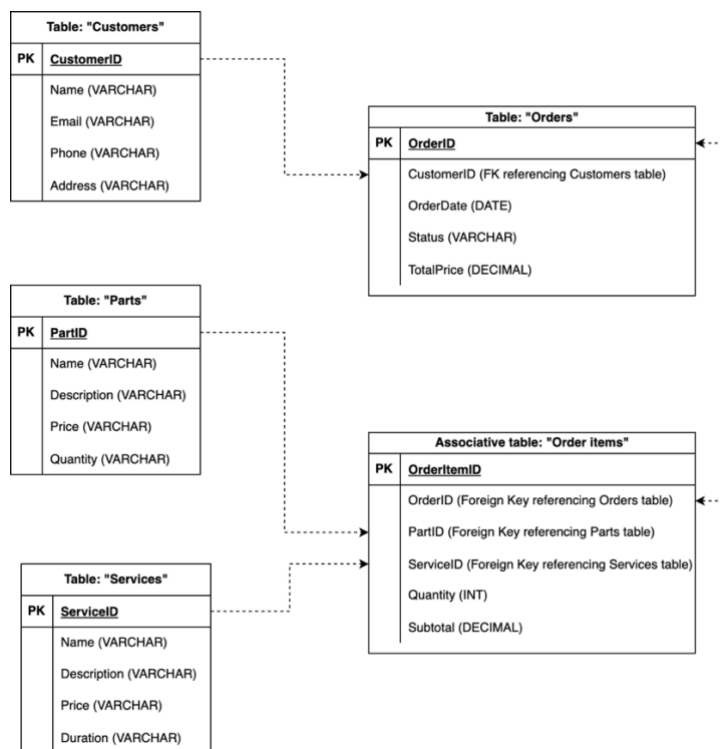 Table: "Customers"
PK CustomerID
Name (VARCHAR)
Email (VARCHAR)
Phone (VARCHAR)
Address (VARCHAR)
Table: "Orders"
PK OrderID
CustomerID (FK referencing Customers table)
OrderDate (DATE)
Status (VARCHAR)
TotalPrice (DECIMAL)
Table: "Parts"
PK PartID
Name (VARCHAR)
Description (VARCHAR)
Price (VARCHAR)
Quantity (VARCHAR)
Associative table: "Order items"
PK OrderItemID
OrderID (Foreign Key referencing Orders table)
PartID (Foreign Key referencing Parts table)
ServiceID (Foreign Key referencing Services table)
Quantity (INT)
Subtotal (DECIMAL)
Table: "Services"
PK ServiceID
Name (VARCHAR)
Description (VARCHAR)
Price (VARCHAR)
Duration (VARCHAR)